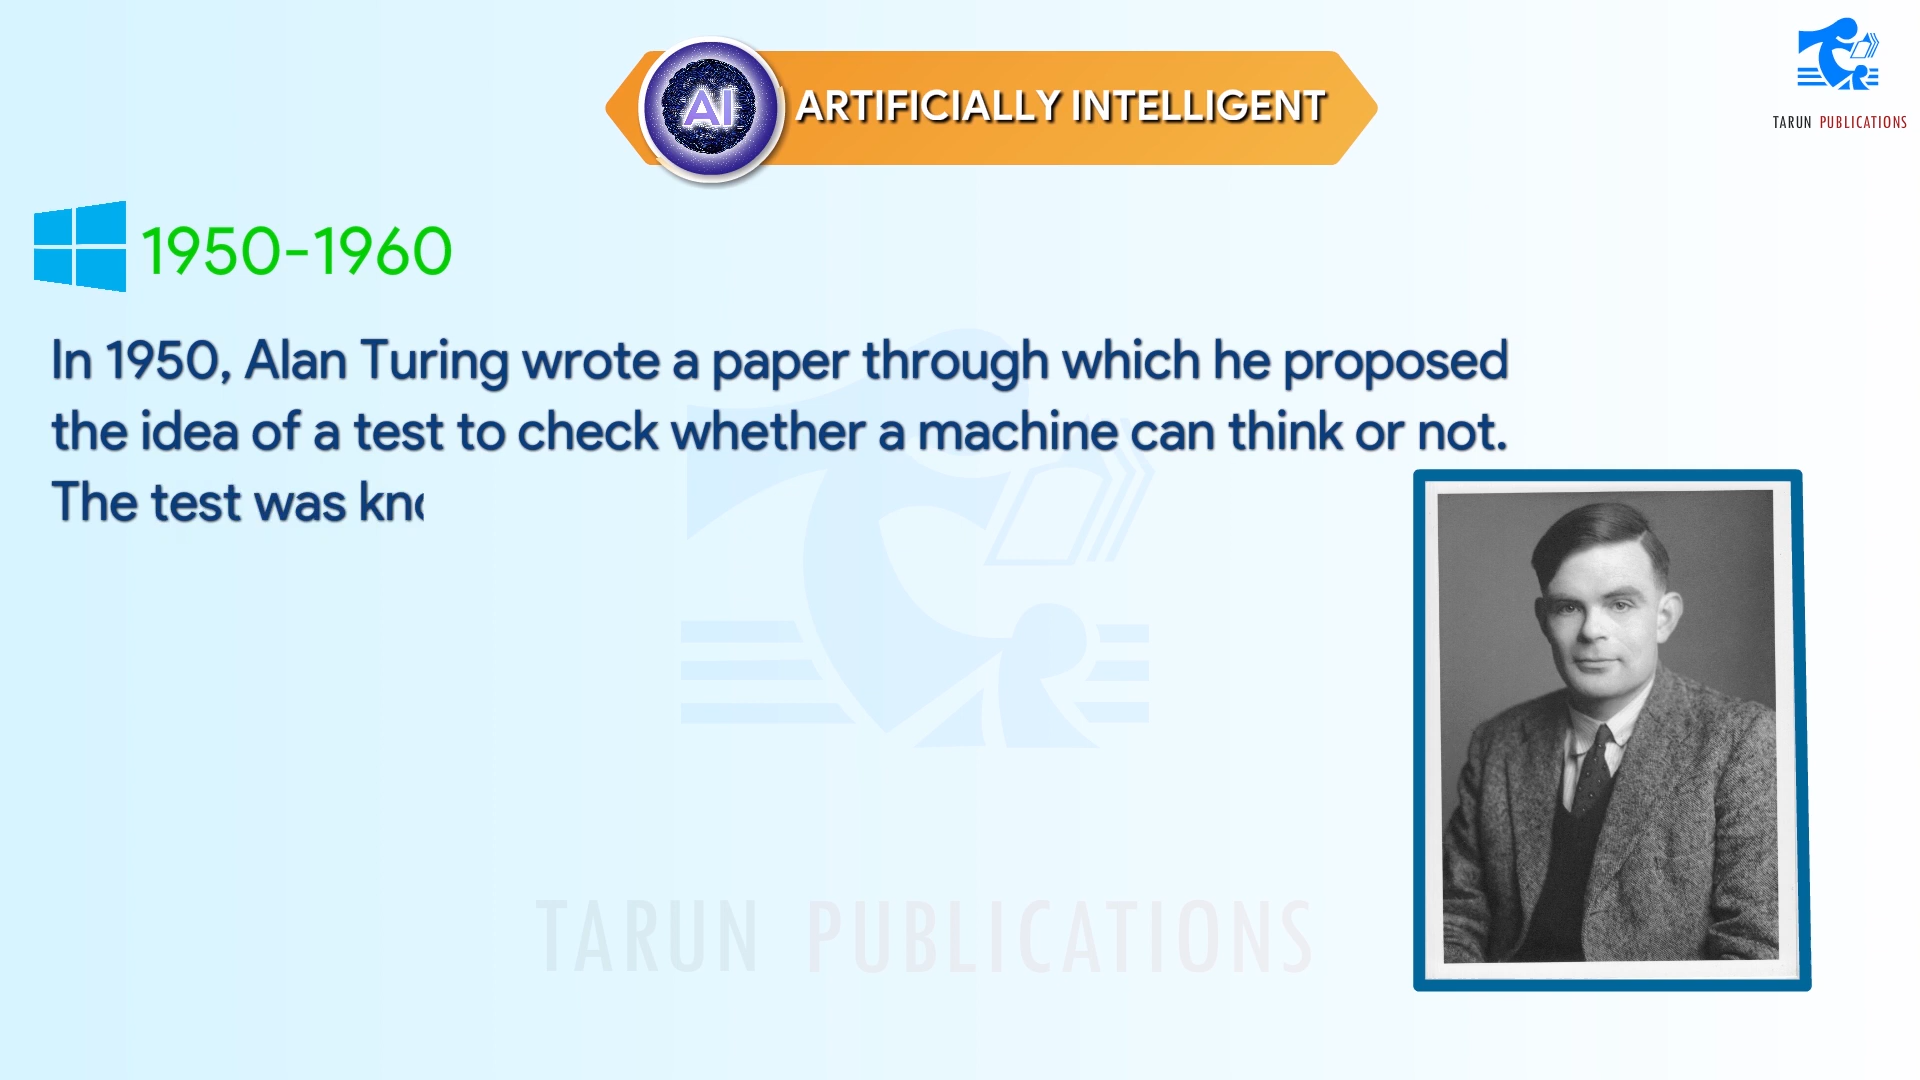 AI
ARTIFICIALLY INTELLIGENT
TARUN PUBLICATIONS
1950-1960
In 1950, Alan Turing wrote a paper through which he proposed
the idea of a test to check whether a machine can think or not.
The test was
TARUN PUBLICATIONS